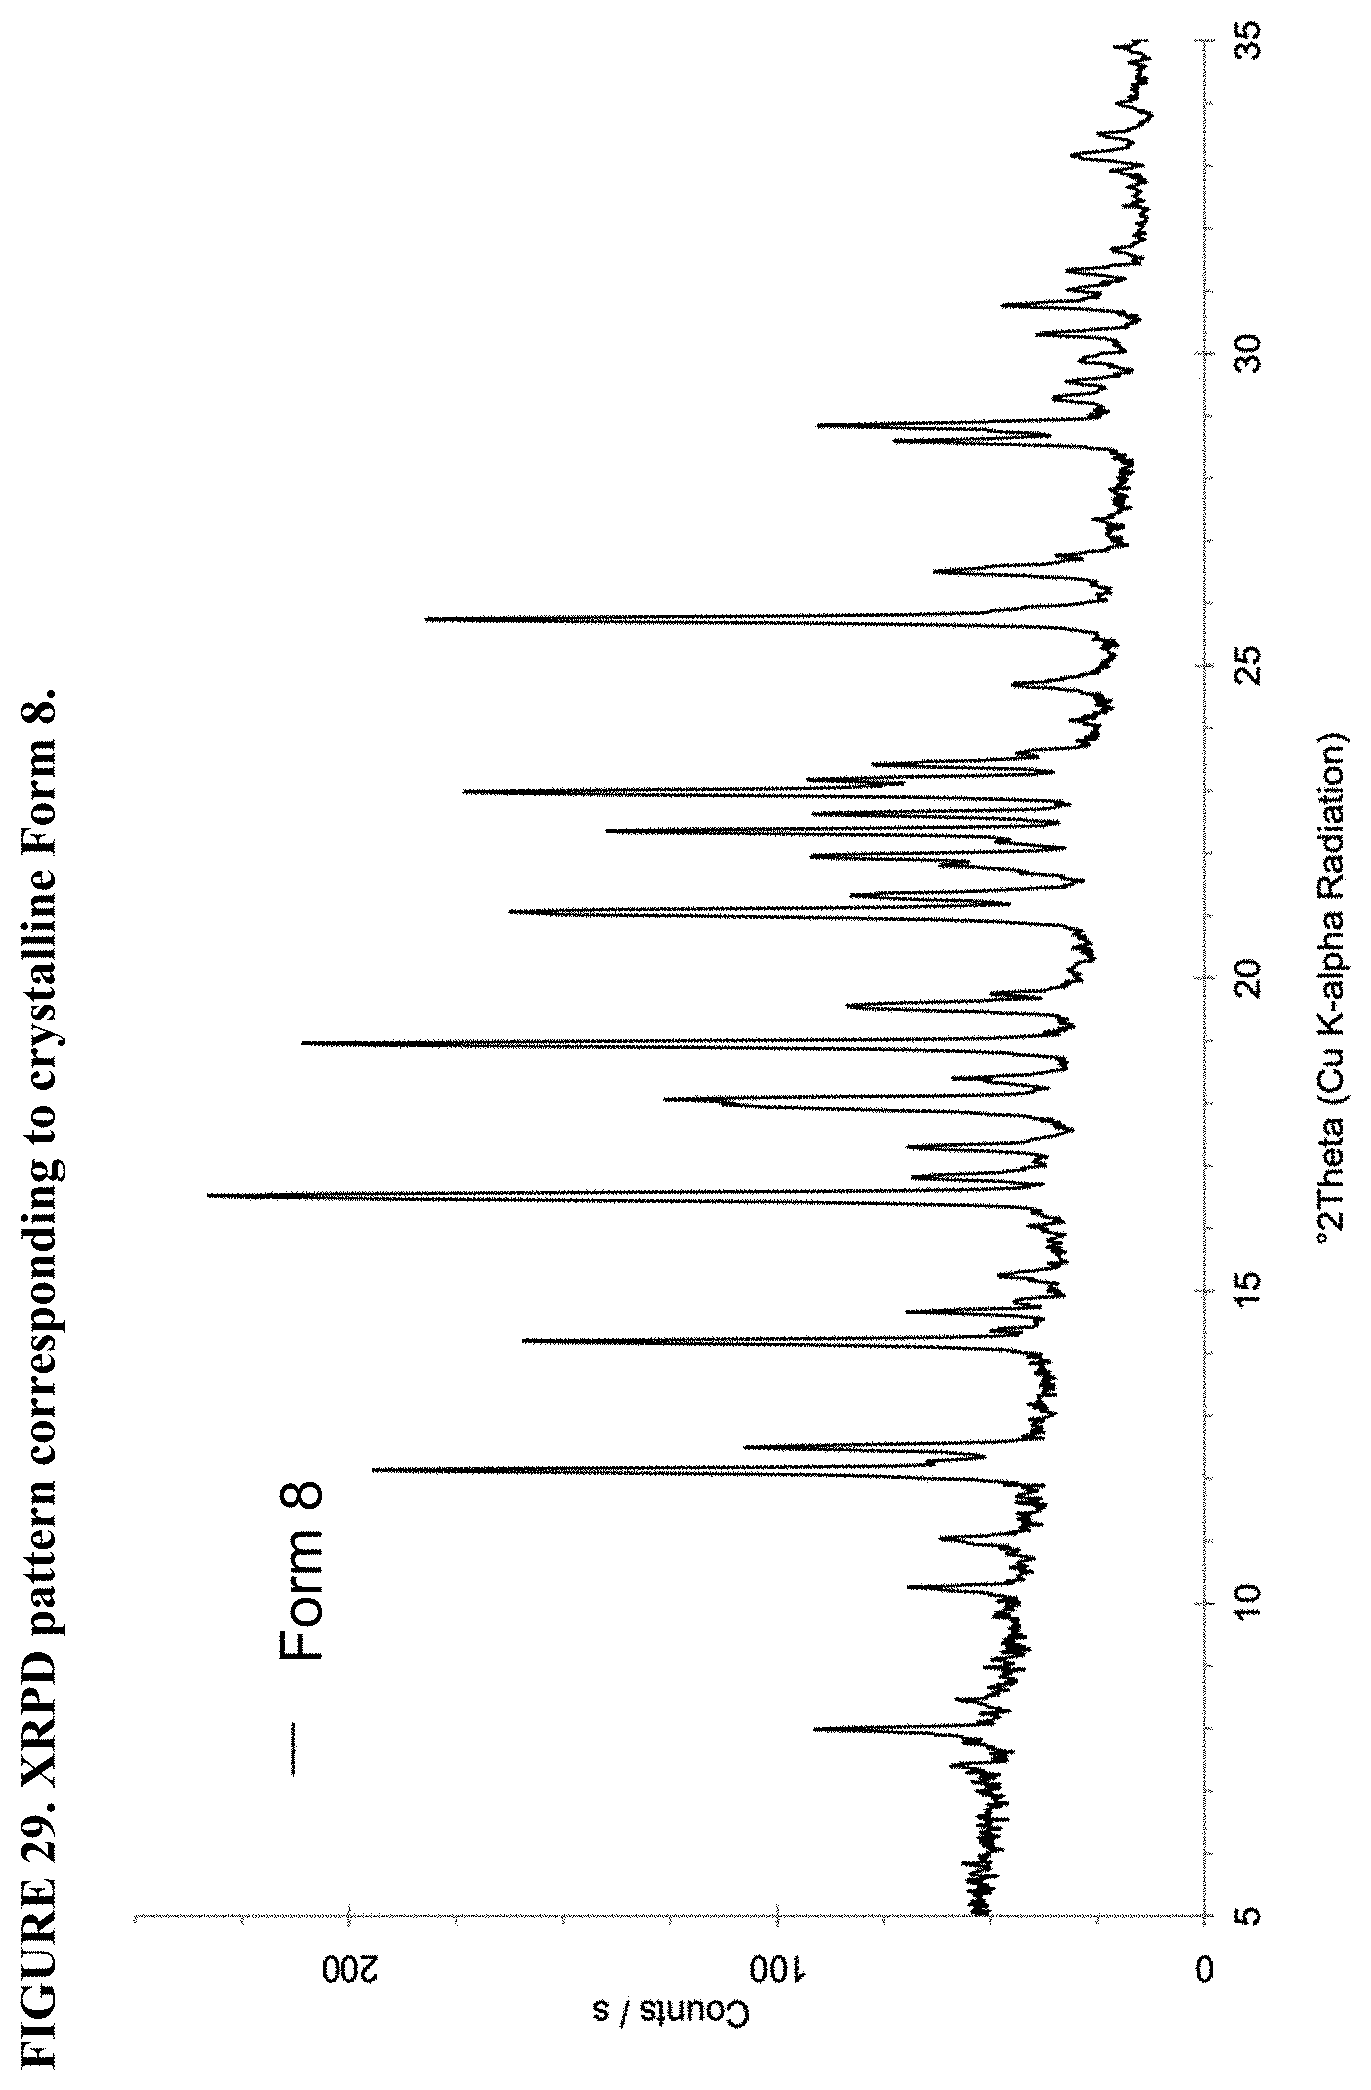 FIGURE 29. XRPD pattern corresponding to crystalline Form 8.
— Form 8
Counts / s
200
100
0
5
10
15
20
25
30
35
°2Theta (Cu K-alpha Radiation)